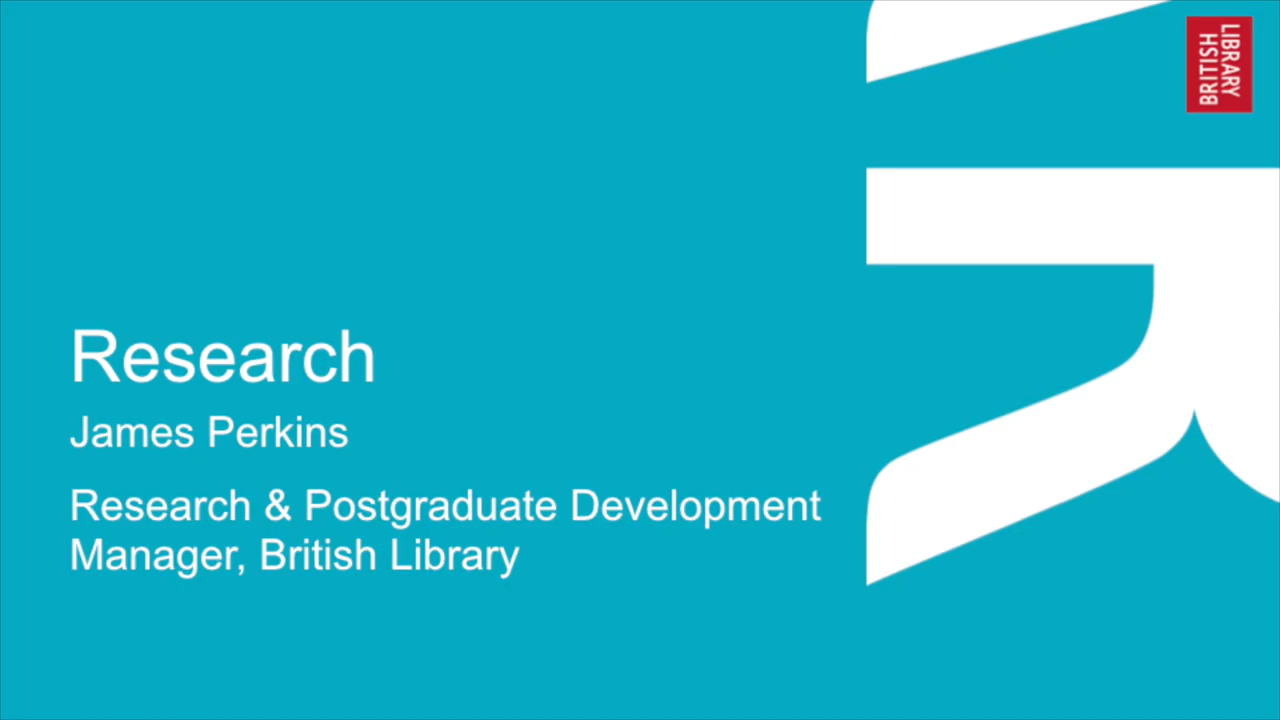 BRITISH
LIBRARY
Research
James Perkins
Research & Postgraduate Development
Manager, British Library